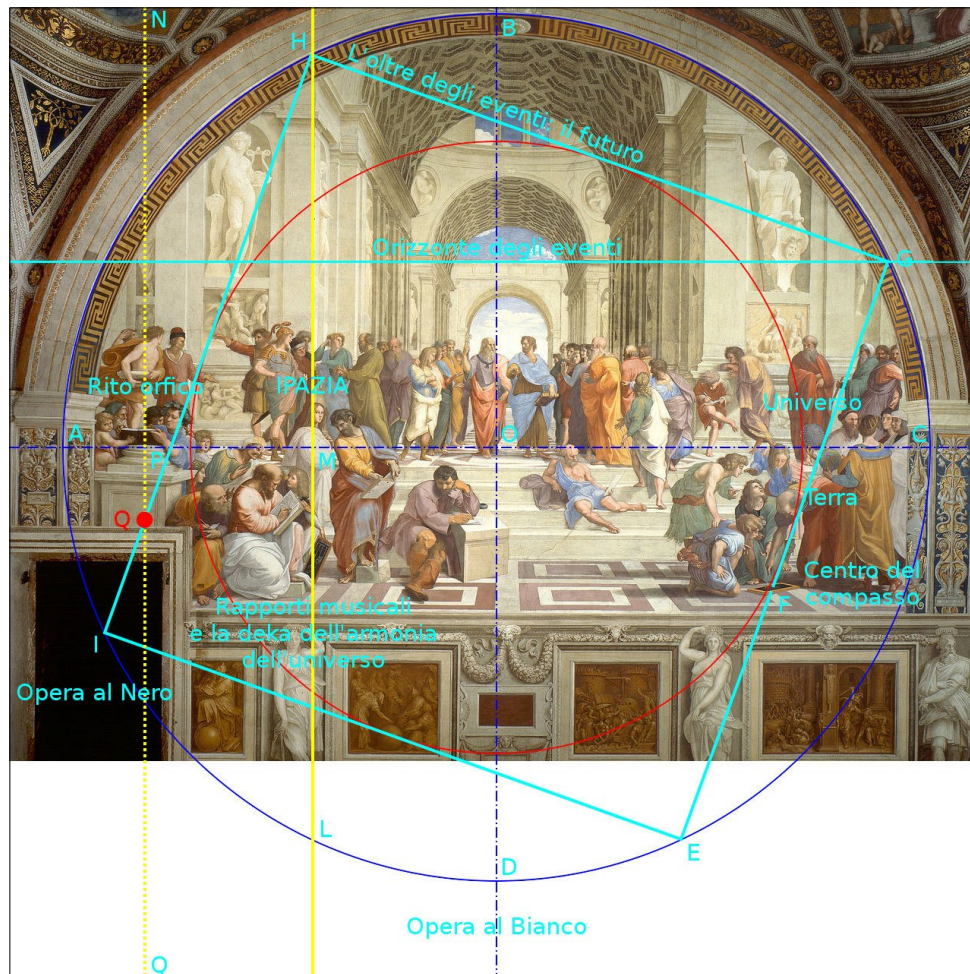 N
B
H
L'oltre degli eventi: il futuro
Orizzonte degli eventi
G
Rito orfico
IPAZIA
Universo
A
O
C
P
M
Q
Terra
Centro del
compasso
F
Rapporti musicali
e la deka dell'armonia
dell'universo
I
Opera al Nero
L
E
D
Opera al Bianco
Q